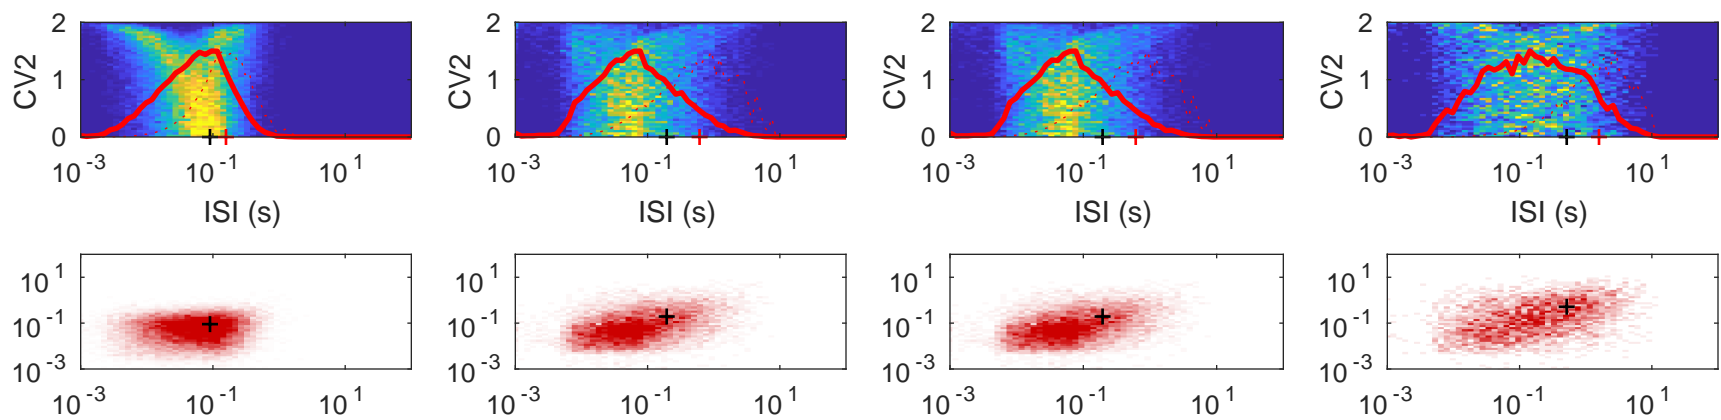 2 2 2 2
CV2 CV2 CV2 CV2
1 1 1 1
0 0 0 0
10^-3 10^-1 10^1 10^-3 10^-1 10^1 10^-3 10^-1 10^1 10^-3 10^-1 10^1
ISI (s) ISI (s) ISI (s) ISI (s)
10^1 10^1 10^1 10^1
10^-1 10^-1 10^-1 10^-1
10^-3 10^-3 10^-3 10^-3
10^-3 10^-1 10^1 10^-3 10^-1 10^1 10^-3 10^-1 10^1 10^-3 10^-1 10^1